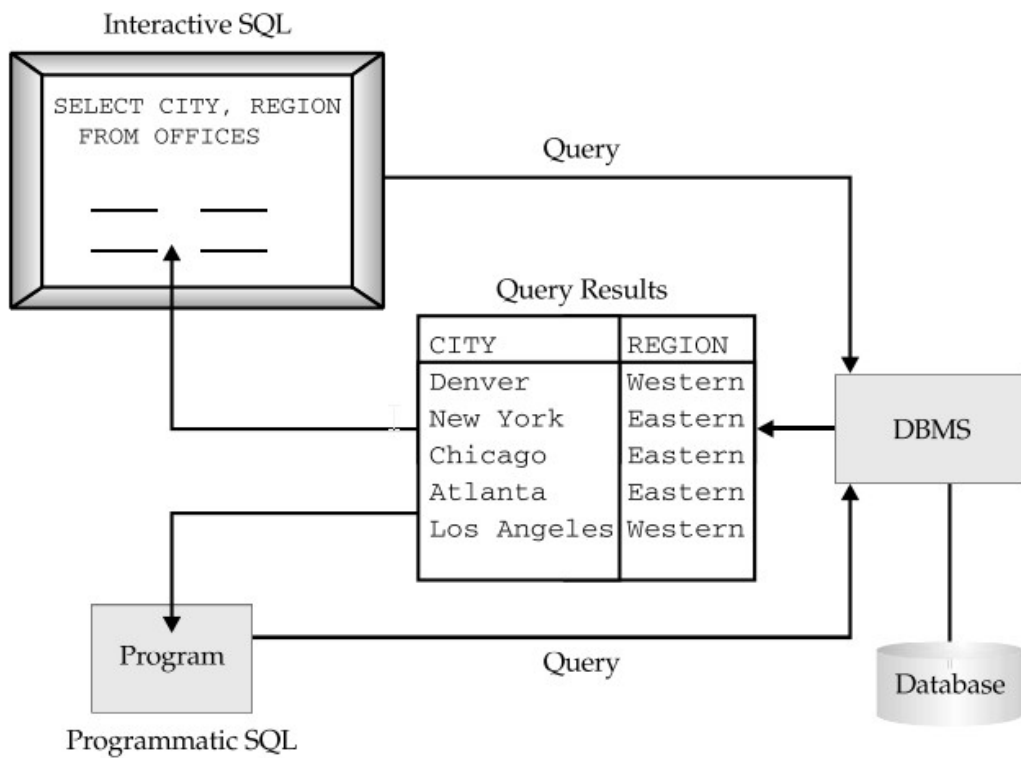 Interactive SQL
SELECT CITY, REGION
FROM OFFICES
Query
Query Results
CITY REGION
Denver Western
New York Eastern
Chicago Eastern
Atlanta Eastern
Los Angeles Western
DBMS
Program
Query
Database
Programmatic SQL